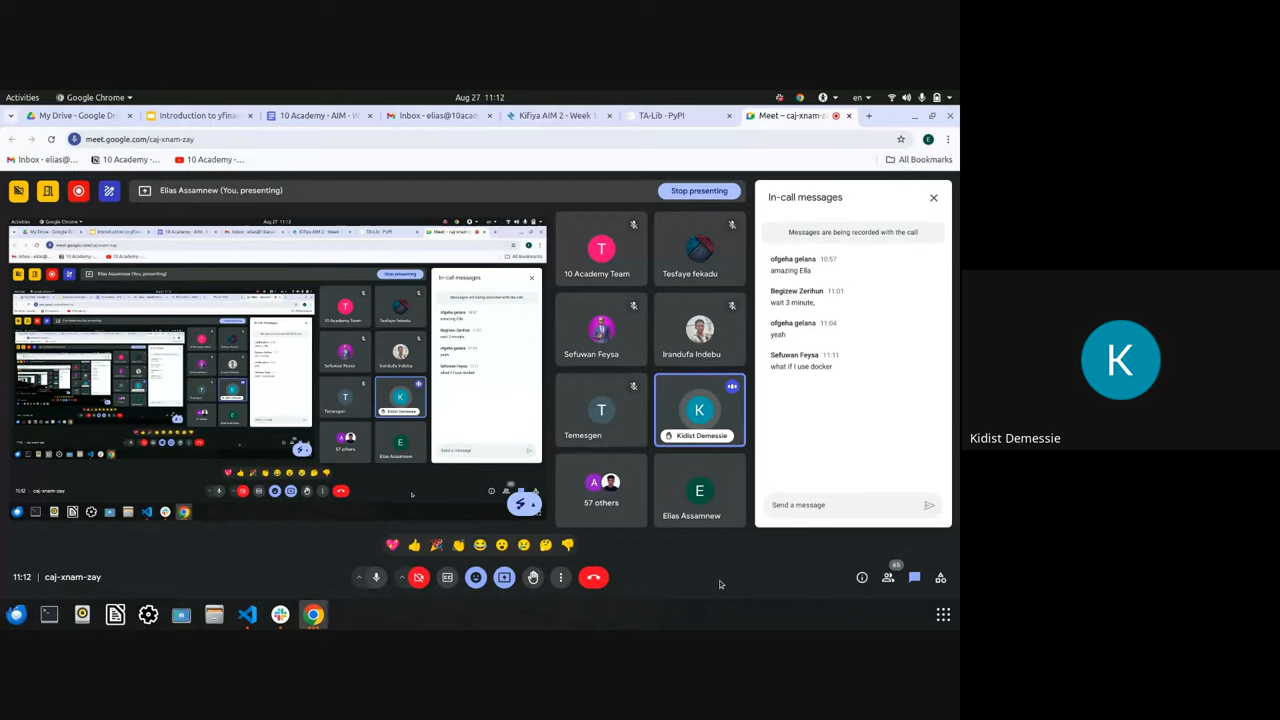 Activities
Google Chrome
Aug 27 11:12
en
My Drive - Google Dr
Introduction to yfinan
10 Academy - AIM - W
Inbox - elias@10acad
Kifiya AIM 2 - Week 1
TA-Lib · PyPI
Meet – caj-xnam-z
meet.google.com/caj-xnam-zay
E
Inbox - elias@...
10 Academy -...
10 Academy -...
All Bookmarks
Elias Assamnew (You, presenting)
Stop presenting
In-call messages
Messages are being recorded with the call
ofgeha gelana 10:57
amazing Ella
Begizew Zerihun 11:01
wait 3 minute,
ofgeha gelana 11:04
yeah
Sefuwan Feysa 11:11
what if I use docker
Send a message
T
10 Academy Team
Tesfaye fekadu
Sefuwan Feysa
Irandufa Indebu
T
Temesgen
K
Kidist Demessie
A
57 others
E
Elias Assamnew
11:12
caj-xnam-zay
65
K
Kidist Demessie